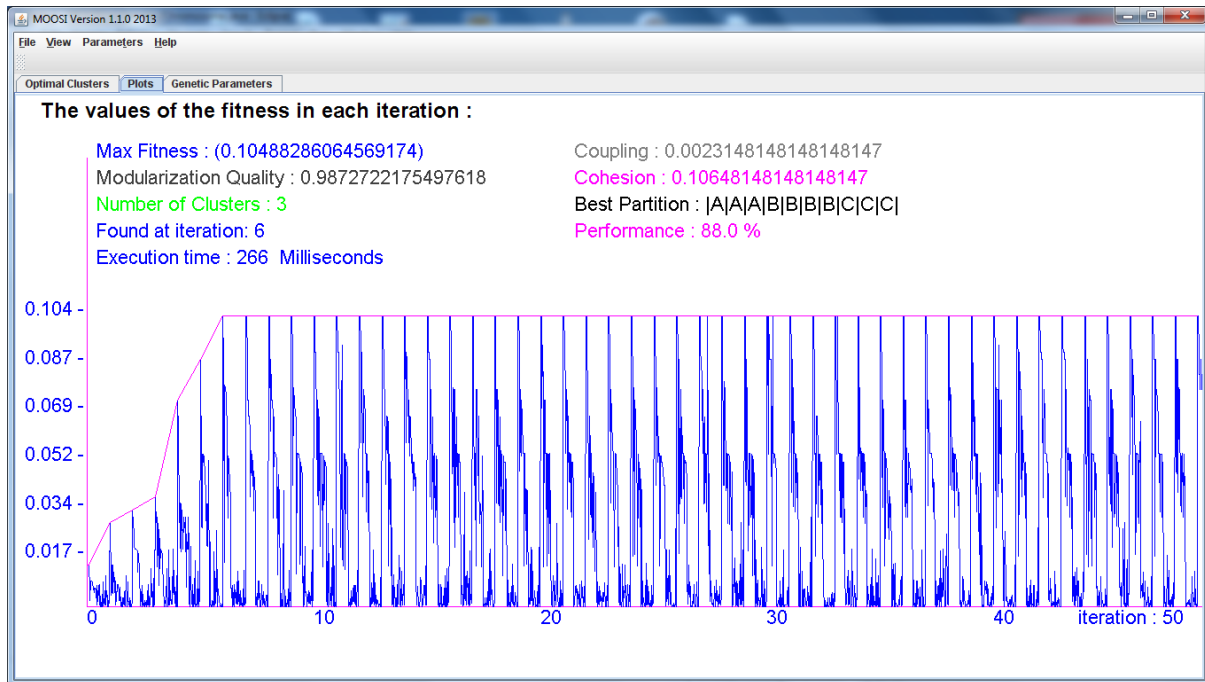 MOOSI Version 1.1.0 2013
File View Parameters Help
Optimal Clusters Plots Genetic Parameters
The values of the fitness in each iteration :
Max Fitness : (0.10488286064569174)
Modularization Quality : 0.9872722175497618
Number of Clusters : 3
Found at iteration: 6
Execution time : 266 Milliseconds
Coupling : 0.0023148148148148147
Cohesion : 0.10648148148148147
Best Partition : |A|A|A|B|B|B|B|C|C|C|
Performance : 88.0 %
0.104 -
0.087 -
0.069 -
0.052 -
0.034 -
0.017 -
0 10 20 30 40 iteration : 50